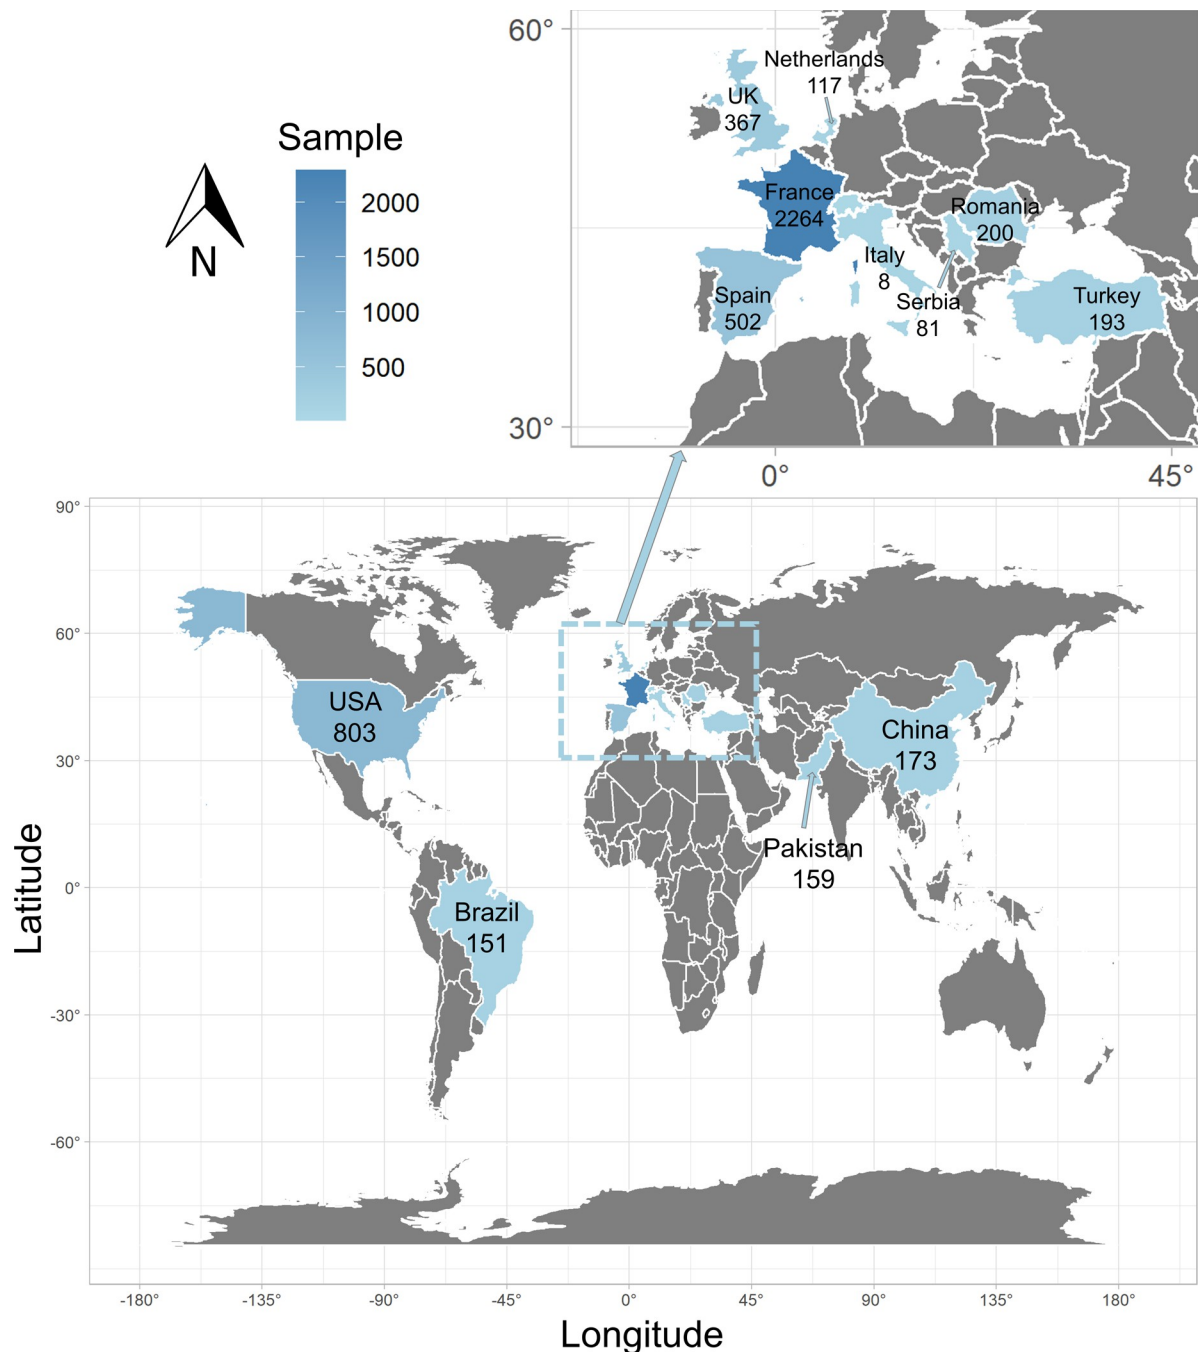 60°
Netherlands
117
UK
367
Sample
2000
1500
1000
500
N
France
2264
Romania
200
Italy
8
Serbia
81
Spain
502
Turkey
193
30°
0°
45°
90°
60°
30°
0°
-30°
-60°
Latitude
USA
803
China
173
Pakistan
159
Brazil
151
-180°
-135°
-90°
-45°
0°
45°
90°
135°
180°
Longitude